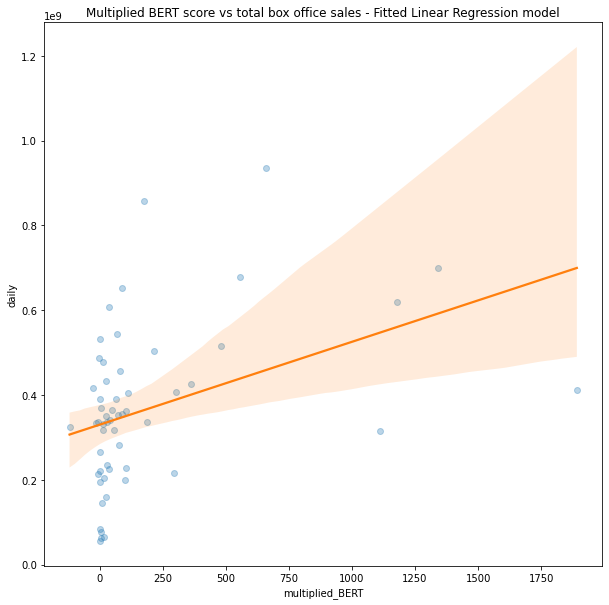 Multiplied BERT score vs total box office sales - Fitted Linear Regression model
1e9
1.2
1.0
0.8
0.6
0.4
0.2
0.0
daily
0 250 500 750 1000 1250 1500 1750
multiplied_BERT